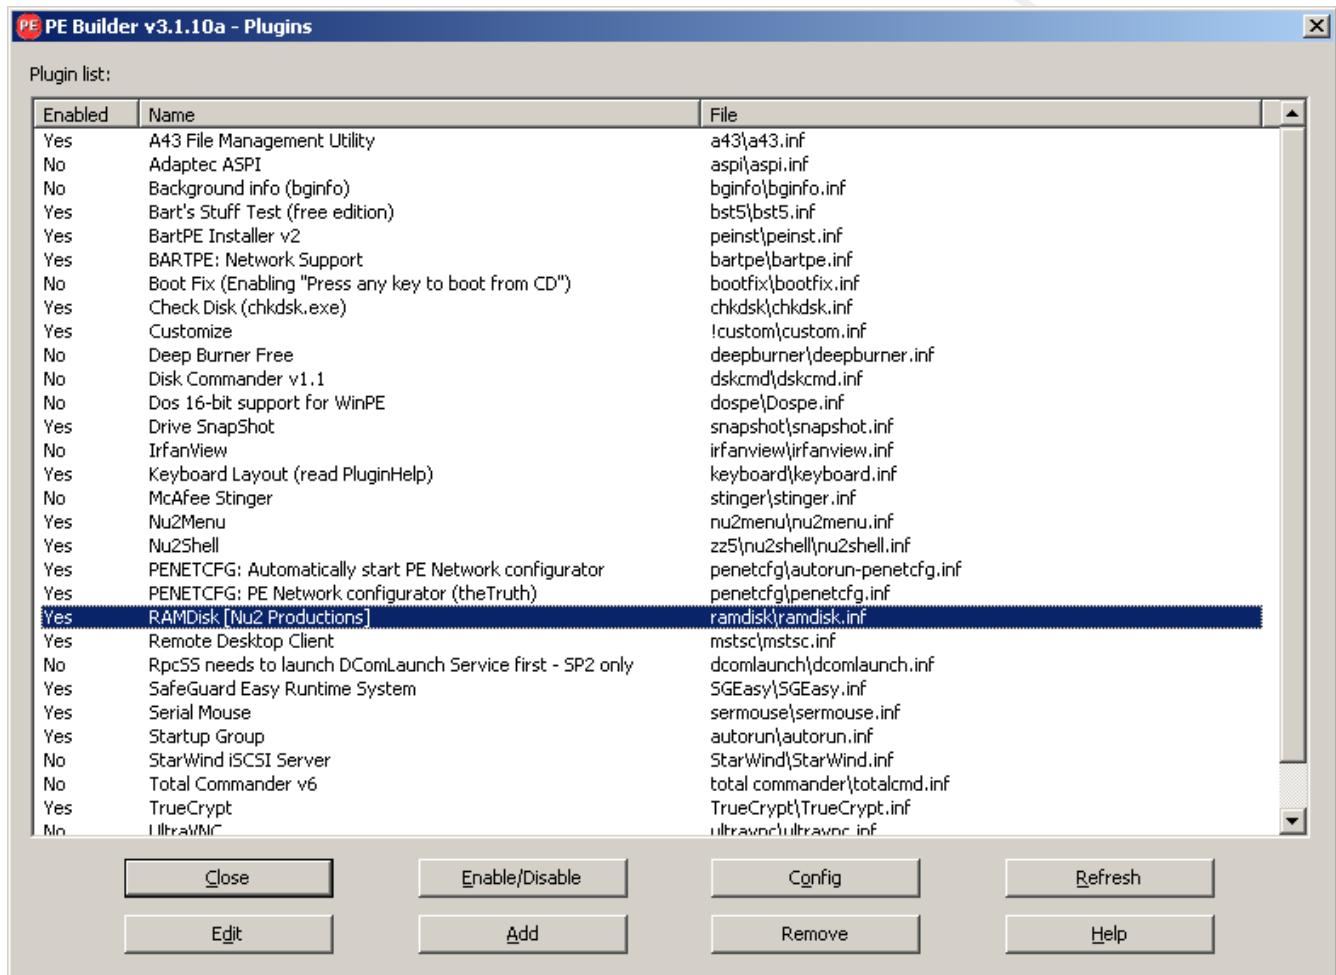 PE Builder v3.1.10a - Plugins
Plugin list:
Enabled Name File
Yes A43 File Management Utility a43\a43.inf
No Adaptec ASPI aspi\aspi.inf
No Background info (bginfo) bginfo\bginfo.inf
Yes Bart's Stuff Test (free edition) bst5\bst5.inf
Yes BartPE Installer v2 peinst\peinst.inf
Yes BARTPE: Network Support bartpe\bartpe.inf
No Boot Fix (Enabling "Press any key to boot from CD") bootfix\bootfix.inf
Yes Check Disk (chkdsk.exe) chkdsk\chkdsk.inf
Yes Customize !custom\custom.inf
No Deep Burner Free deepburner\deepburner.inf
No Disk Commander v1.1 dskcmd\dskcmd.inf
No Dos 16-bit support for WinPE dospe\Dospe.inf
Yes Drive SnapShot snapshot\snapshot.inf
No IrfanView irfanview\irfanview.inf
Yes Keyboard Layout (read PluginHelp) keyboard\keyboard.inf
No McAfee Stinger stinger\stinger.inf
Yes Nu2Menu nu2menu\nu2menu.inf
Yes Nu2Shell zz5\nu2shell\nu2shell.inf
Yes PENETCFG: Automatically start PE Network configurator penetcfg\autorun-penetcfg.inf
Yes PENETCFG: PE Network configurator (theTruth) penetcfg\penetcfg.inf
Yes RAMDisk [Nu2 Productions] ramdisk\ramdisk.inf
Yes Remote Desktop Client mstsc\mstsc.inf
No RpcSS needs to launch DComLaunch Service first - SP2 only dcomlaunch\dcomlaunch.inf
Yes SafeGuard Easy Runtime System SGEasy\SGEasy.inf
Yes Serial Mouse sermouse\sermouse.inf
Yes Startup Group autorun\autorun.inf
No StarWind iSCSI Server StarWind\StarWind.inf
No Total Commander v6 total commander\totalcmd.inf
Yes TrueCrypt TrueCrypt\TrueCrypt.inf
No UltraVNC ultravnc\ultravnc.inf
Close Enable/Disable Config Refresh
Edit Add Remove Help